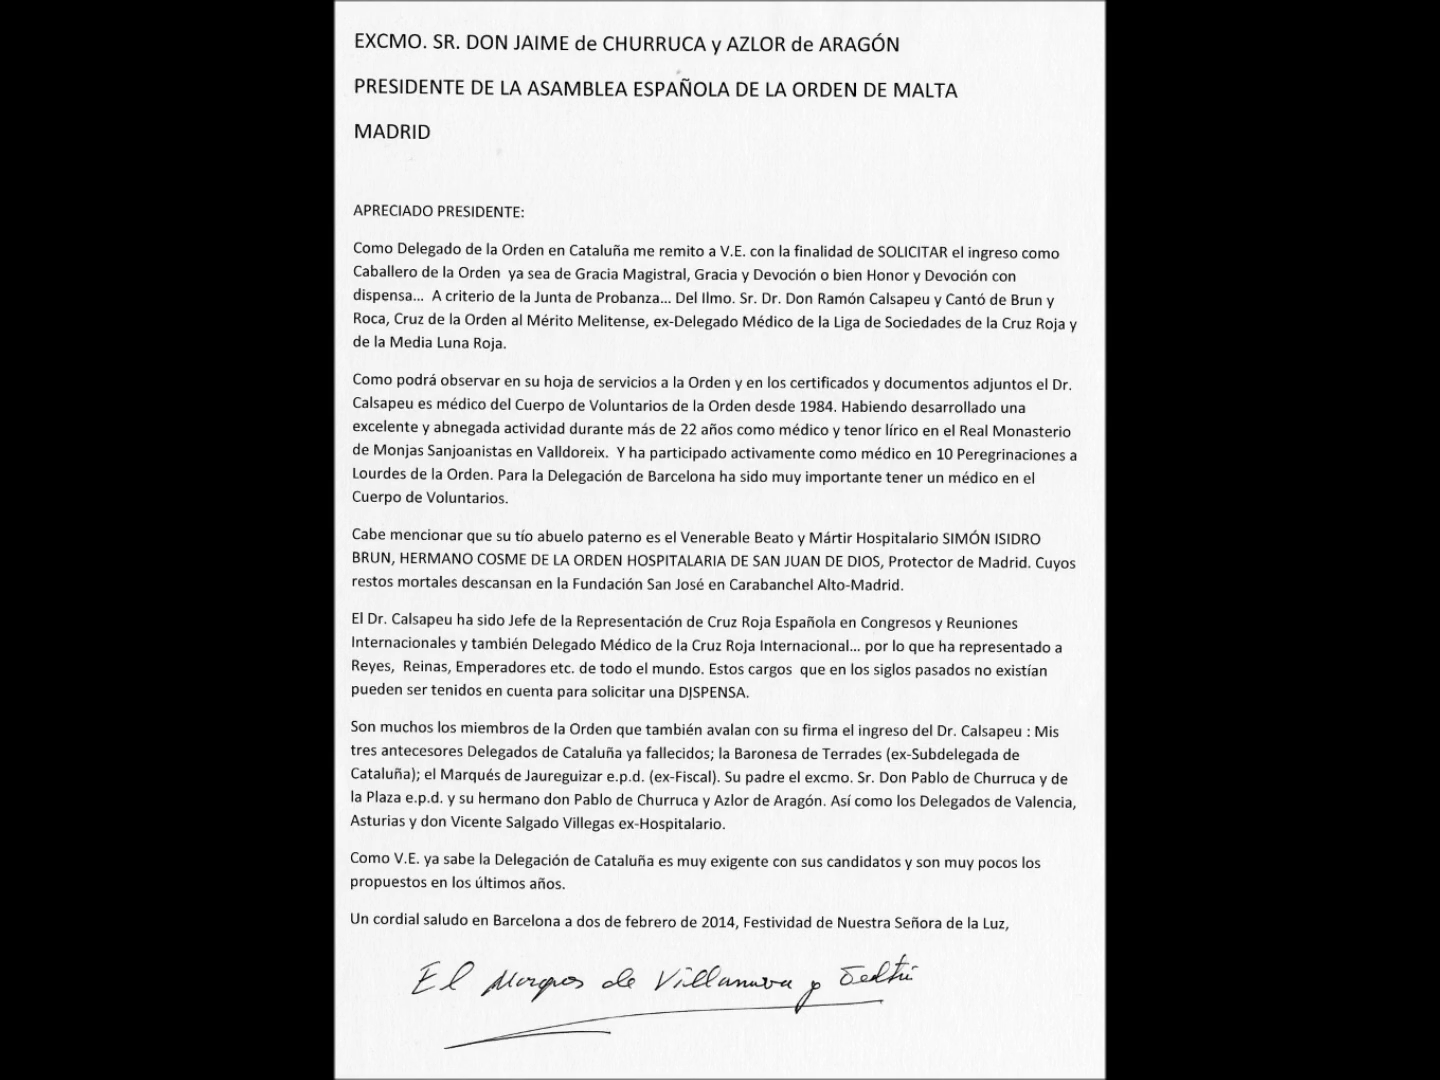 EXCMO. SR. DON JAIME de CHURRUCA y AZLOR de ARAGÓN
PRESIDENTE DE LA ASAMBLEA ESPAÑOLA DE LA ORDEN DE MALTA
MADRID
APRECIADO PRESIDENTE:
Como Delegado de la Orden en Cataluña me remito a V.E. con la finalidad de SOLICITAR el ingreso como
Caballero de la Orden ya sea de Gracia Magistral, Gracia y Devoción o bien Honor y Devoción con
dispensa... A criterio de la Junta de Probanza... Del Ilmo. Sr. Dr. Don Ramón Calsapeu y Cantó de Brun y
Roca, Cruz de la Orden al Mérito Melitense, ex-Delegado Médico de la Liga de Sociedades de la Cruz Roja y
de la Media Luna Roja.
Como podrá observar en su hoja de servicios a la Orden y en los certificados y documentos adjuntos el Dr.
Calsapeu es médico del Cuerpo de Voluntarios de la Orden desde 1984. Habiendo desarrollado una
excelente y abnegada actividad durante más de 22 años como médico y tenor lírico en el Real Monasterio
de Monjas Sanjoanistas en Valldoreix. Y ha participado activamente como médico en 10 Peregrinaciones a
Lourdes de la Orden. Para la Delegación de Barcelona ha sido muy importante tener un médico en el
Cuerpo de Voluntarios.
Cabe mencionar que su tío abuelo paterno es el Venerable Beato y Mártir Hospitalario SIMÓN ISIDRO
BRUN, HERMANO COSME DE LA ORDEN HOSPITALARIA DE SAN JUAN DE DIOS, Protector de Madrid. Cuyos
restos mortales descansan en la Fundación San José en Carabanchel Alto-Madrid.
El Dr. Calsapeu ha sido Jefe de la Representación de Cruz Roja Española en Congresos y Reuniones
Internacionales y también Delegado Médico de la Cruz Roja Internacional... por lo que ha representado a
Reyes, Reinas, Emperadores etc. de todo el mundo. Estos cargos que en los siglos pasados no existían
pueden ser tenidos en cuenta para solicitar una DISPENSA.
Son muchos los miembros de la Orden que también avalan con su firma el ingreso del Dr. Calsapeu : Mis
tres antecesores Delegados de Cataluña ya fallecidos; la Baronesa de Terrades (ex-Subdelegada de
Cataluña); el Marqués de Jaureguizar e.p.d. (ex-Fiscal). Su padre el excmo. Sr. Don Pablo de Churruca y de
la Plaza e.p.d. y su hermano don Pablo de Churruca y Azlor de Aragón. Así como los Delegados de Valencia,
Asturias y don Vicente Salgado Villegas ex-Hospitalario.
Como V.E. ya sabe la Delegación de Cataluña es muy exigente con sus candidatos y son muy pocos los
propuestos en los últimos años.
Un cordial saludo en Barcelona a dos de febrero de 2014, Festividad de Nuestra Señora de la Luz,
El Marques de Villanueva y Geltrú